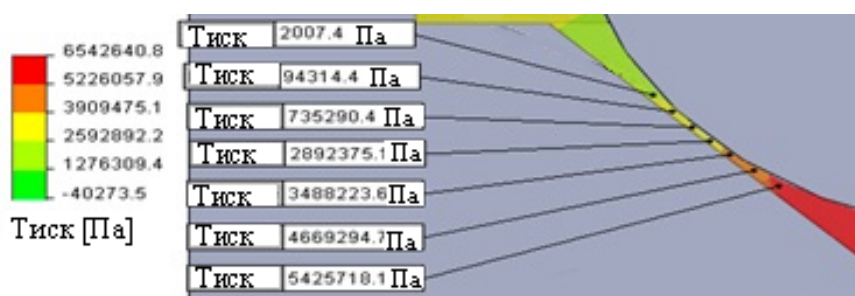 6542640.8
5226057.9
3909475.1
2592892.2
1276309.4
-40273.5
Тиск [Па]
Тиск 2007.4 Па
Тиск 94314.4 Па
Тиск 735290.4 Па
Тиск 2892375.1 Па
Тиск 3488223.6 Па
Тиск 4669294.7 Па
Тиск 5425718.1 Па